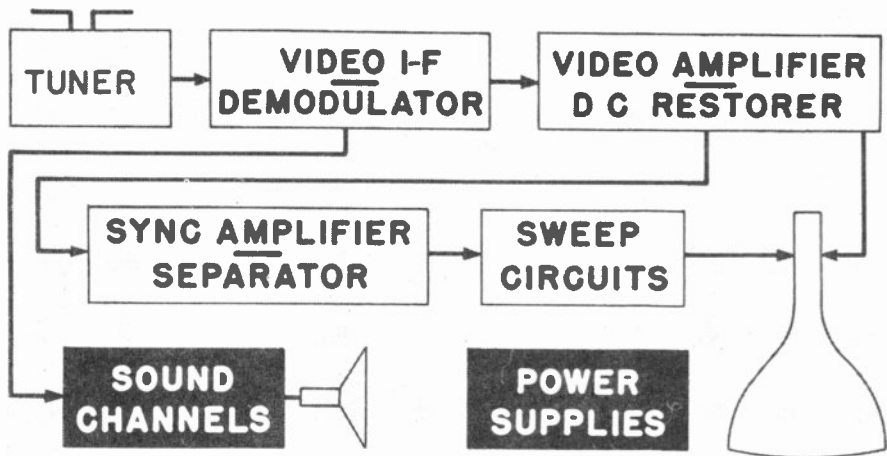 TUNER
VIDEO I-F
DEMODULATOR
VIDEO AMPLIFIER
D C RESTORER
SYNC AMPLIFIER
SEPARATOR
SWEEP
CIRCUITS
SOUND
CHANNELS
POWER
SUPPLIES